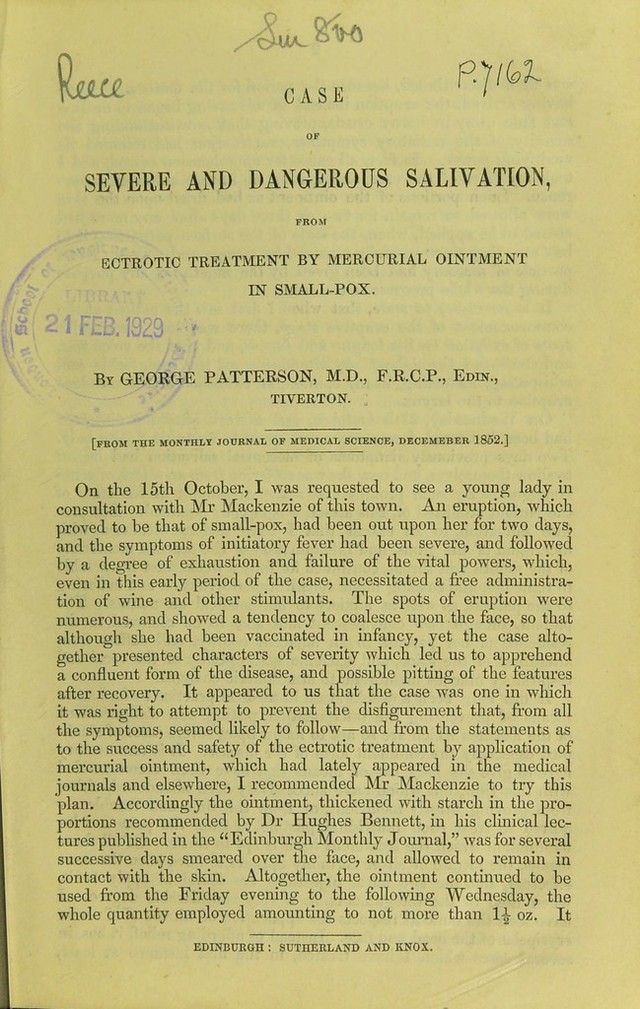 Reece
P.7162
CASE
OF
SEVERE AND DANGEROUS SALIVATION,
FROM
ECTROTIC TREATMENT BY MERCURIAL OINTMENT
IN SMALL-POX.
LIBRARY
21 FEB. 1929
By GEORGE PATTERSON, M.D., F.R.C.P., Edin.,
TIVERTON.
[FROM THE MONTHLY JOURNAL OF MEDICAL SCIENCE, DECEMEBER 1852.]
On the 15th October, I was requested to see a young lady in
consultation with Mr Mackenzie of this town. An eruption, which
proved to be that of small-pox, had been out upon her for two days,
and the symptoms of initiatory fever had been severe, and followed
by a degree of exhaustion and failure of the vital powers, which,
even in this early period of the case, necessitated a free administra-
tion of wine and other stimulants. The spots of eruption were
numerous, and showed a tendency to coalesce upon the face, so that
although she had been vaccinated in infancy, yet the case alto-
gether presented characters of severity which led us to apprehend
a confluent form of the disease, and possible pitting of the features
after recovery. It appeared to us that the case was one in which
it was right to attempt to prevent the disfigurement that, from all
the symptoms, seemed likely to follow—and from the statements as
to the success and safety of the ectrotic treatment by application of
mercurial ointment, which had lately appeared in the medical
journals and elsewhere, I recommended Mr Mackenzie to try this
plan. Accordingly the ointment, thickened with starch in the pro-
portions recommended by Dr Hughes Bennett, in his clinical lec-
tures published in the “Edinburgh Monthly Journal,” was for several
successive days smeared over the face, and allowed to remain in
contact with the skin. Altogether, the ointment continued to be
used from the Friday evening to the following Wednesday, the
whole quantity employed amounting to not more than 1½ oz. It
EDINBURGH: SUTHERLAND AND KNOX.